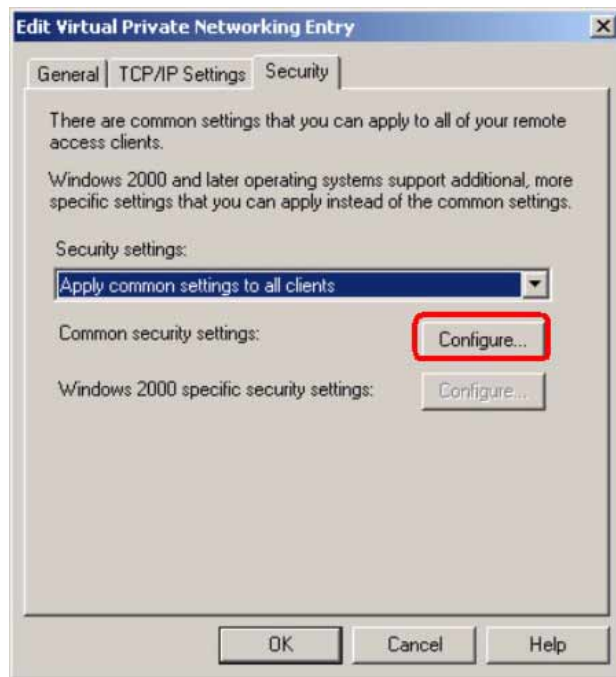 Edit Virtual Private Networking Entry
General TCP/IP Settings Security
There are common settings that you can apply to all of your remote
access clients.
Windows 2000 and later operating systems support additional, more
specific settings that you can apply instead of the common settings.
Security settings:
Apply common settings to all clients
Common security settings: Configure...
Windows 2000 specific security settings: Configure...
OK Cancel Help